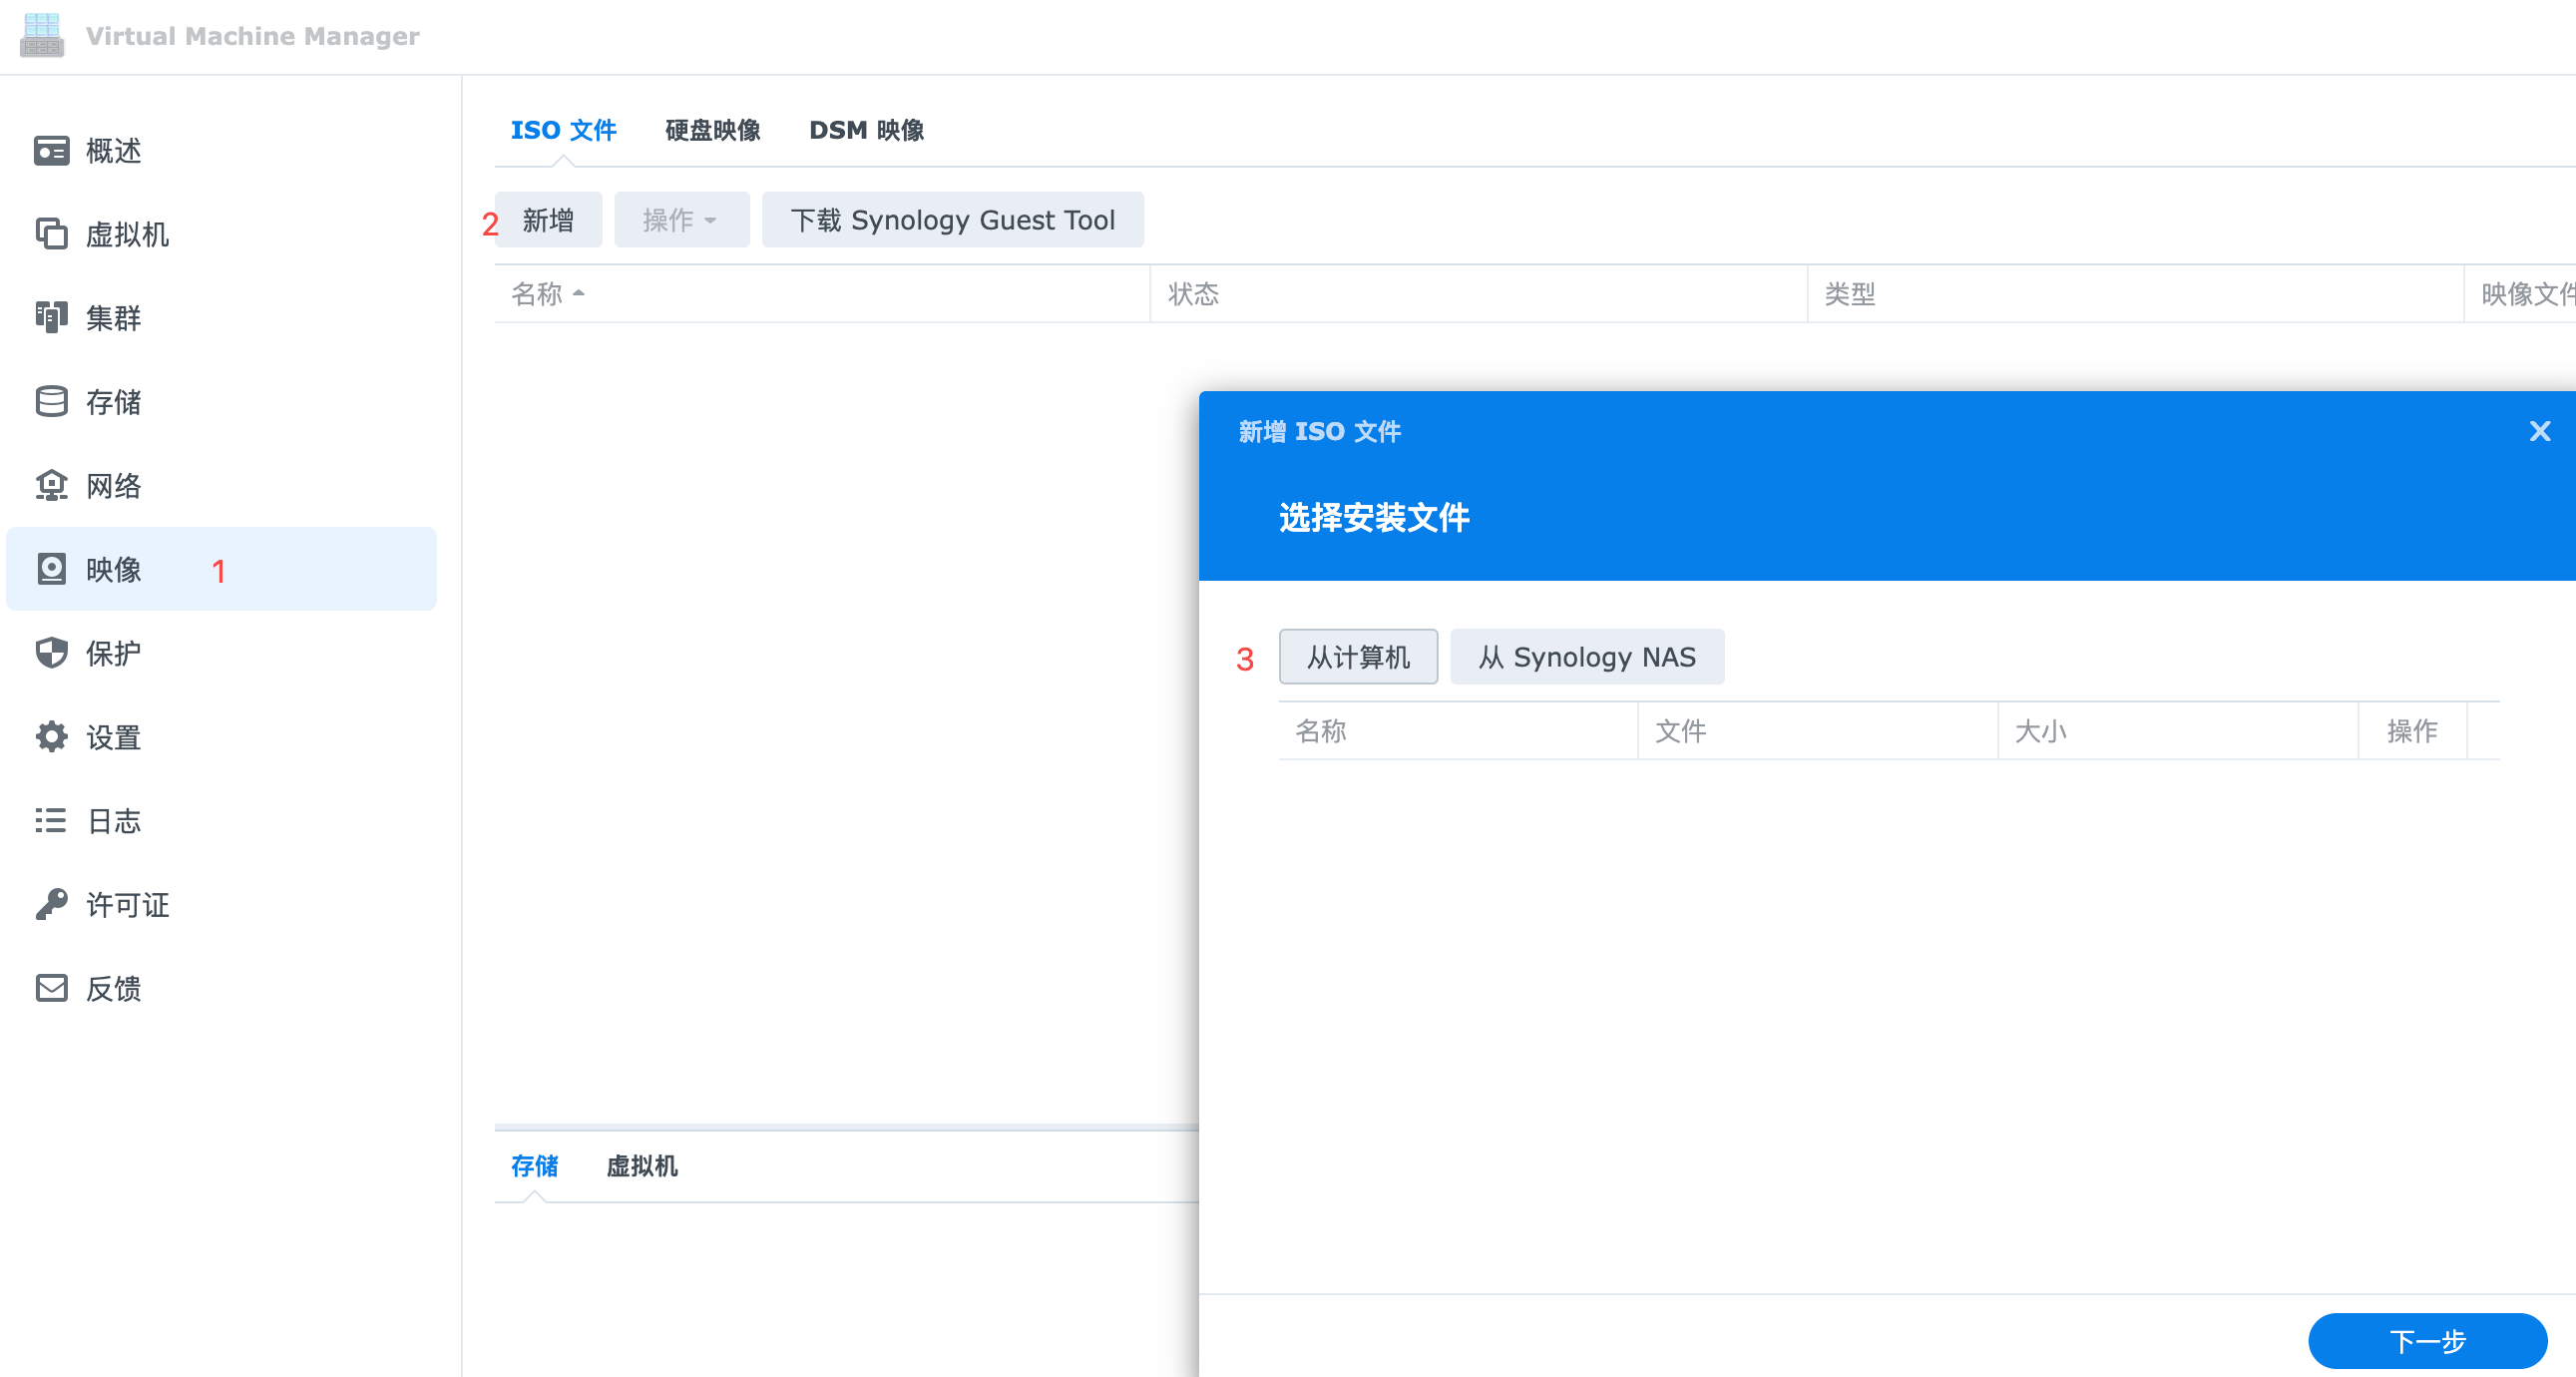 Virtual Machine Manager
概述
虚拟机
集群
存储
网络
映像 1
保护
设置
日志
许可证
反馈
ISO 文件 硬盘映像 DSM 映像
2 新增 操作 下载 Synology Guest Tool
名称 状态 类型 映像文件
新增 ISO 文件
选择安装文件
3 从计算机 从 Synology NAS
名称 文件 大小 操作
存储 虚拟机
下一步